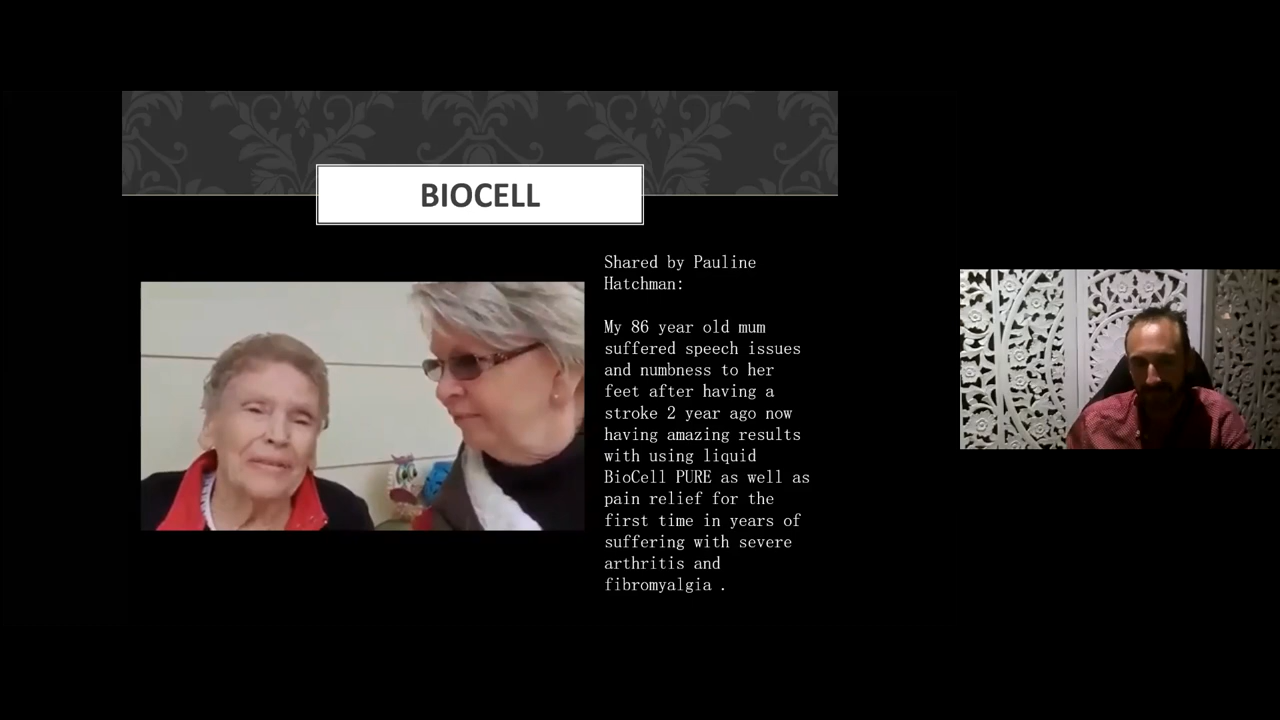 BIOCELL
Shared by Pauline
Hatchman:
My 86 year old mum
suffered speech issues
and numbness to her
feet after having a
stroke 2 year ago now
having amazing results
with using liquid
BioCell PURE as well as
pain relief for the
first time in years of
suffering with severe
arthritis and
fibromyalgia .